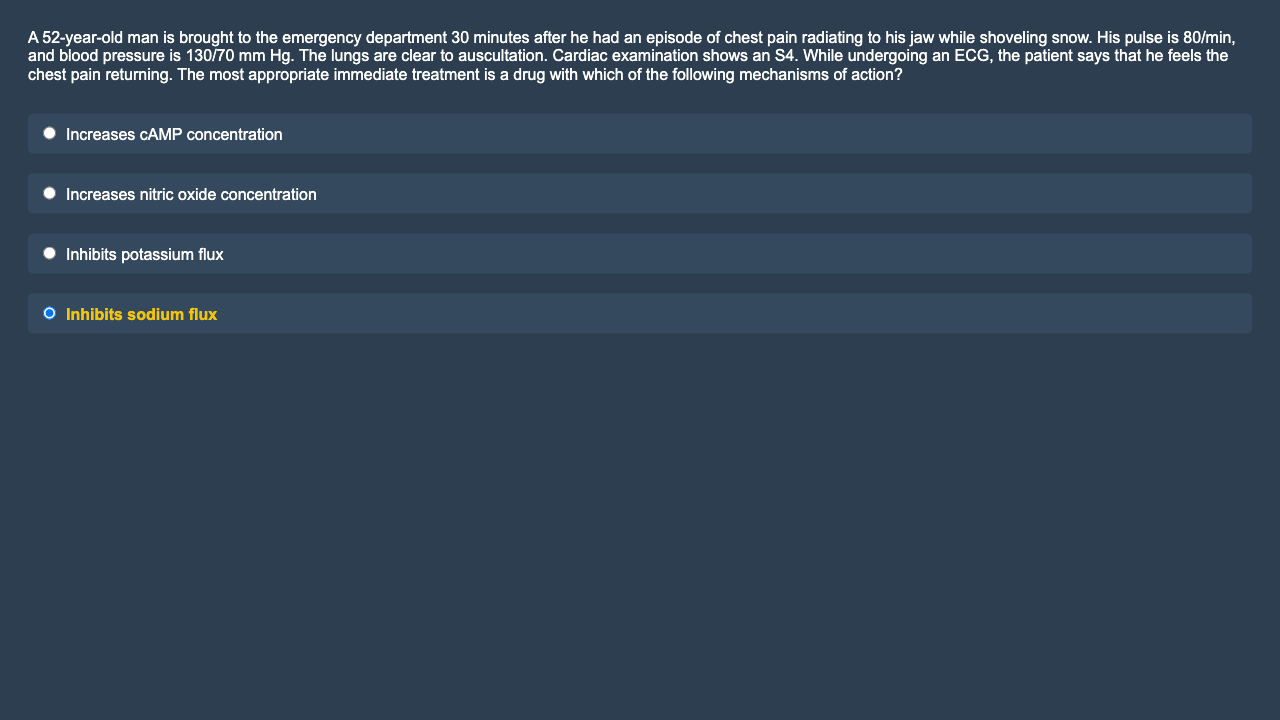 A 52-year-old man is brought to the emergency department 30 minutes after he had an episode of chest pain radiating to his jaw while shoveling snow. His pulse is 80/min,
and blood pressure is 130/70 mm Hg. The lungs are clear to auscultation. Cardiac examination shows an S4. While undergoing an ECG, the patient says that he feels the
chest pain returning. The most appropriate immediate treatment is a drug with which of the following mechanisms of action?
Increases cAMP concentration
Increases nitric oxide concentration
Inhibits potassium flux
Inhibits sodium flux